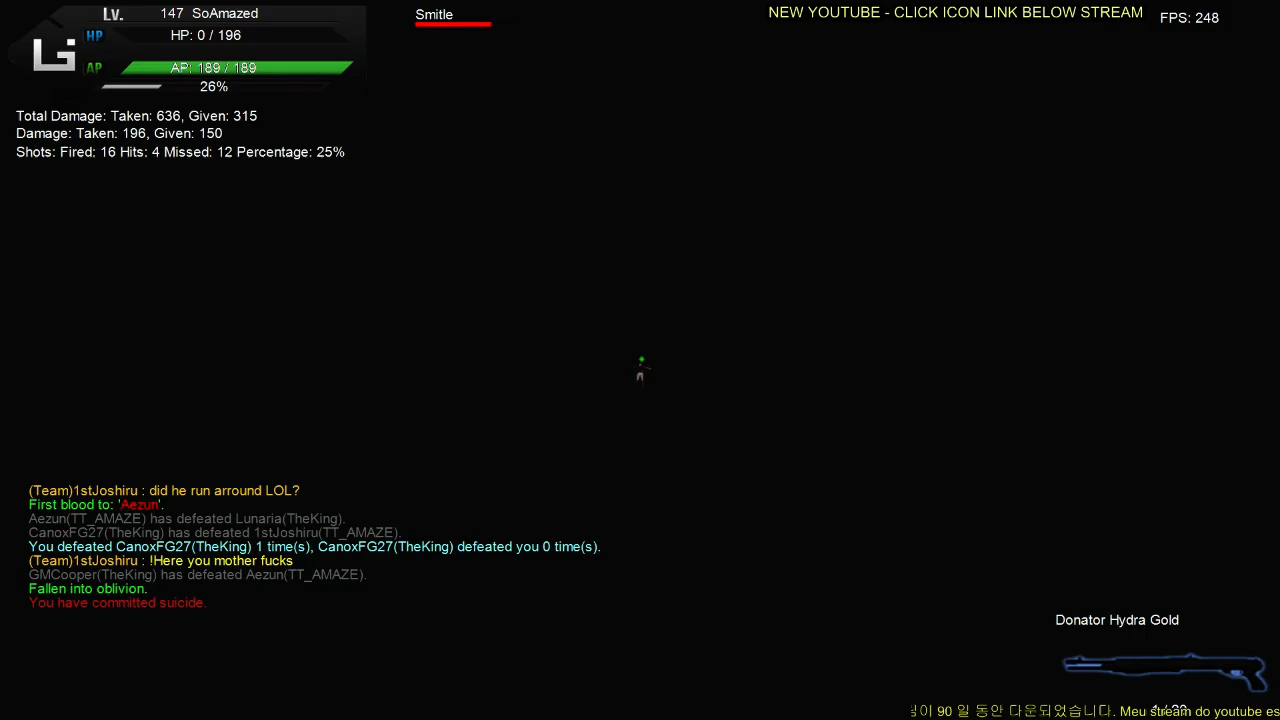 Lv. 147 SoAmazed
HP HP: 0 / 196
AP AP: 189 / 189
26%
Smitle
NEW YOUTUBE - CLICK ICON LINK BELOW STREAM
FPS: 248
Total Damage: Taken: 636, Given: 315
Damage: Taken: 196, Given: 150
Shots: Fired: 16 Hits: 4 Missed: 12 Percentage: 25%
(Team)1stJoshiru : did he run arround LOL?
First blood to: 'Aezun'.
Aezun(TT_AMAZE) has defeated Lunaria(TheKing).
CanoxFG27(TheKing) has defeated 1stJoshiru(TT_AMAZE).
You defeated CanoxFG27(TheKing) 1 time(s), CanoxFG27(TheKing) defeated you 0 time(s).
(Team)1stJoshiru : !Here you mother fucks
GMCooper(TheKing) has defeated Aezun(TT_AMAZE).
Fallen into oblivion.
You have committed suicide.
Donator Hydra Gold
90 일 동안 다운되었습니다. Meu stream do youtube es